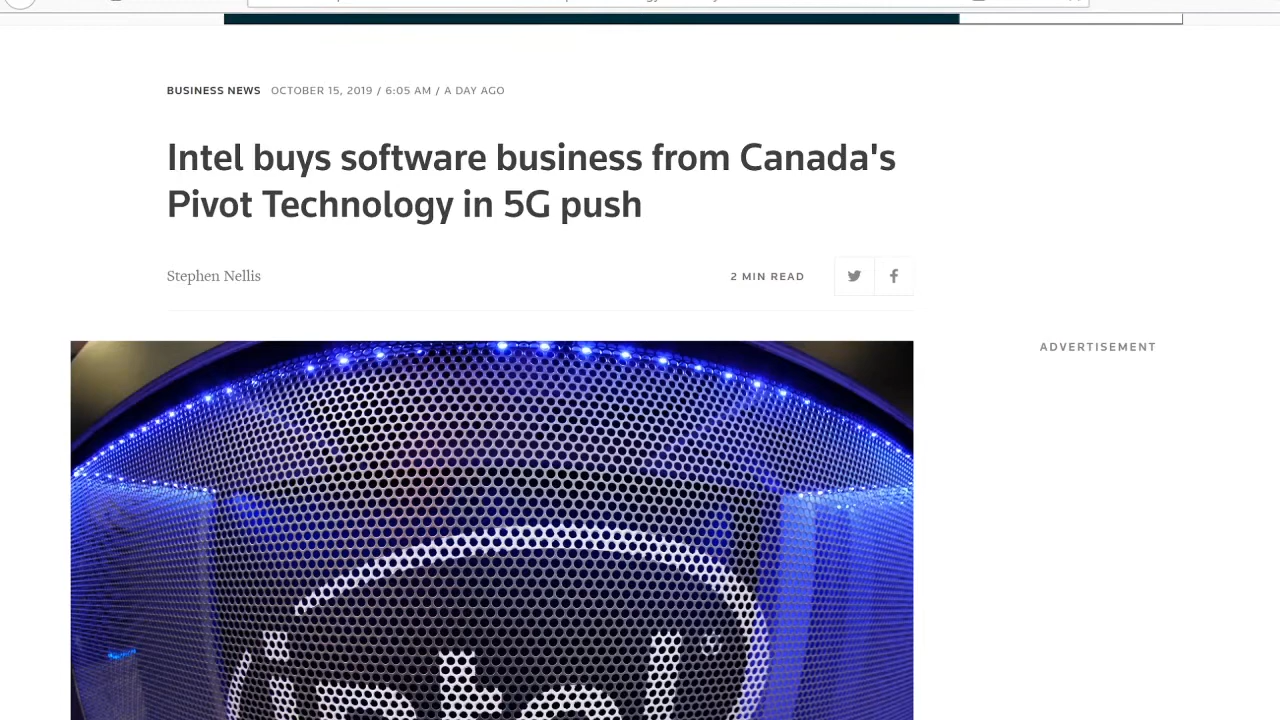 BUSINESS NEWS OCTOBER 15, 2019 / 6:05 AM / A DAY AGO
Intel buys software business from Canada's
Pivot Technology in 5G push
Stephen Nellis
2 MIN READ
ADVERTISEMENT
intel